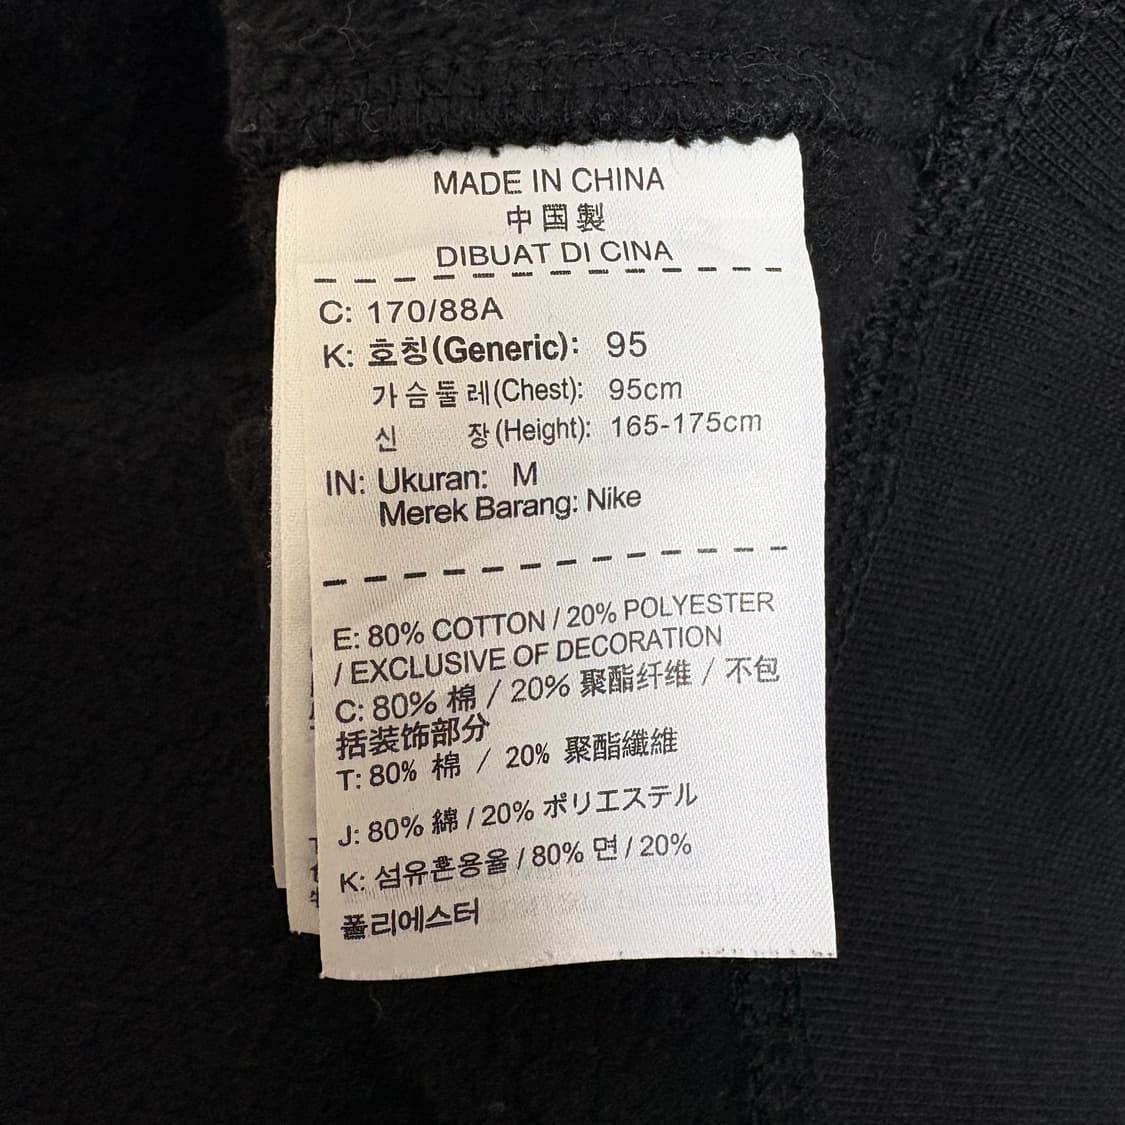 MADE IN CHINA
中国製
DIBUAT DI CINA
C: 170/88A
K: 호칭(Generic): 95
가슴둘레(Chest): 95cm
신 장(Height): 165-175cm
IN: Ukuran: M
Merek Barang: Nike
E: 80% COTTON / 20% POLYESTER
/ EXCLUSIVE OF DECORATION
C: 80% 棉 / 20% 聚酯纤维 / 不包
括装饰部分
T: 80% 棉 / 20% 聚酯纖維
J: 80% 綿 / 20% ポリエステル
K: 섬유혼용율 / 80% 면 / 20%
폴리에스터